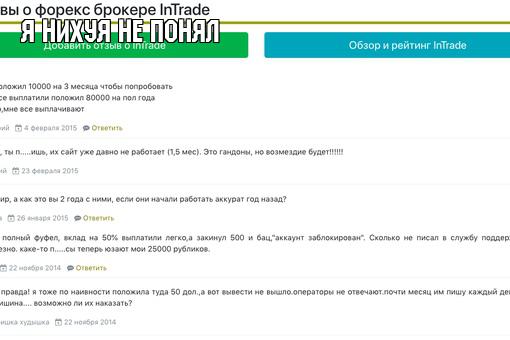 вы о форекс брокере InTrade
Я НИХУЯ НЕ ПОНЯЛ
Добавить отзыв о InTrade
Обзор и рейтинг InTrade
оложил 10000 на 3 месяца чтобы попробовать
се выплатили положил 80000 на пол года
о,мне все выплачивают
рий 4 февраля 2015 Ответить
, ты п.....ишь, их сайт уже давно не работает (1,5 мес). Это гандоны, но возмездие будет!!!!!!
ий 23 февраля 2015
ир, а как это вы 2 года с ними, если они начали работать аккурат год назад?
а 26 января 2015 Ответить
полный фуфел, вклад на 50% выплатили легко,а закинул 500 и бац,"аккаунт заблокирован". Сколько не писал в службу поддер
езно. каке-то п.....сы теперь юзают мои 25000 рубликов.
22 ноября 2014 Ответить
правда! я тоже по наивности положила туда 50 дол.,а вот вывести не вышло.операторы не отвечают.почти месяц им пишу каждый де
ишина.... возможно ли их наказать?
ишка худышка 22 ноября 2014